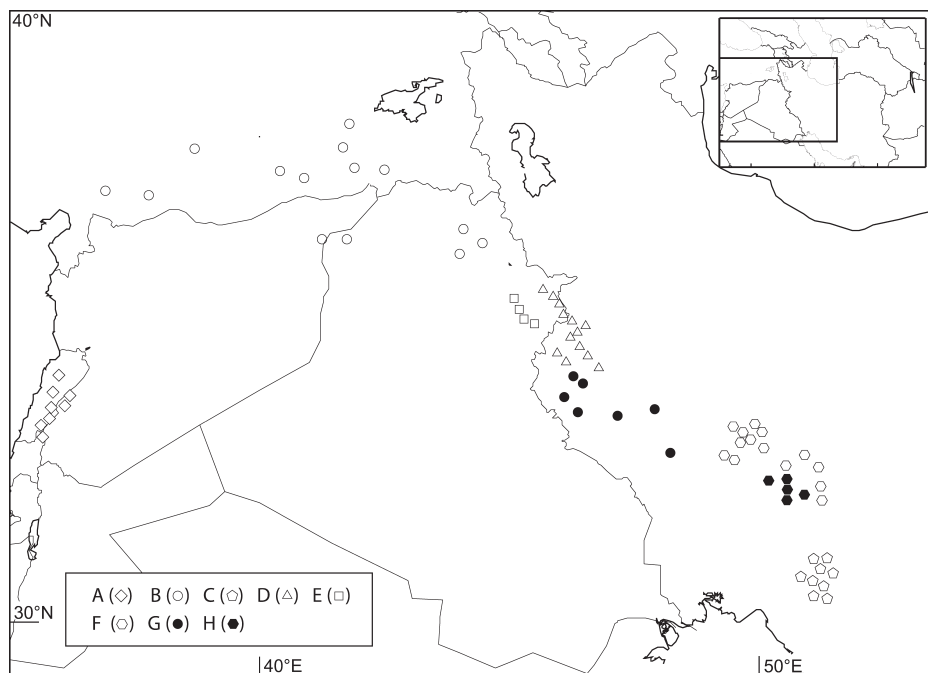 40°N
A (◇) B (○) C (⬠) D (△) E (□)
F (⬡) G (●) H (⬢)
30°N
40°E
50°E